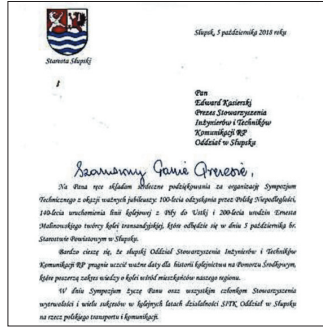 Słupsk, 5 października 2018 roku
Starosta Słupski
Pan
Edward Kasierski
Prezes Stowarzyszenia
Inżynierów i Techników
Komunikacji RP
Oddział w Słupsku
Szanowny Panie Prezesie,
Na Pana ręce składam serdeczne podziękowania za organizację Sympozjum
Technicznego z okazji ważnych jubileuszy: 100-lecia odzyskania przez Polskę Niepodległości,
140-lecia uruchomienia linii kolejowej z Piły do Ustki i 200-lecia urodzin Ernesta
Malinowskiego twórcy kolei transandyjskiej, które odbędzie się w dniu 5 października br.
Starostwie Powiatowym w Słupsku.
Bardzo cieszę się, że słupski Oddział Stowarzyszenia Inżynierów i Techników
Komunikacji RP pragnie uczcić ważne daty dla historii kolejnictwa na Pomorzu Środkowym,
które poszerzą zakres wiedzy o kolei wśród mieszkańców naszego regionu.
W dniu Sympozjum życzę Panu oraz wszystkim członkom Stowarzyszenia
wytrwałości i wielu sukcesów w kolejnych latach działalności SITK Oddział w Słupsku
na rzecz polskiego transportu i komunikacji.